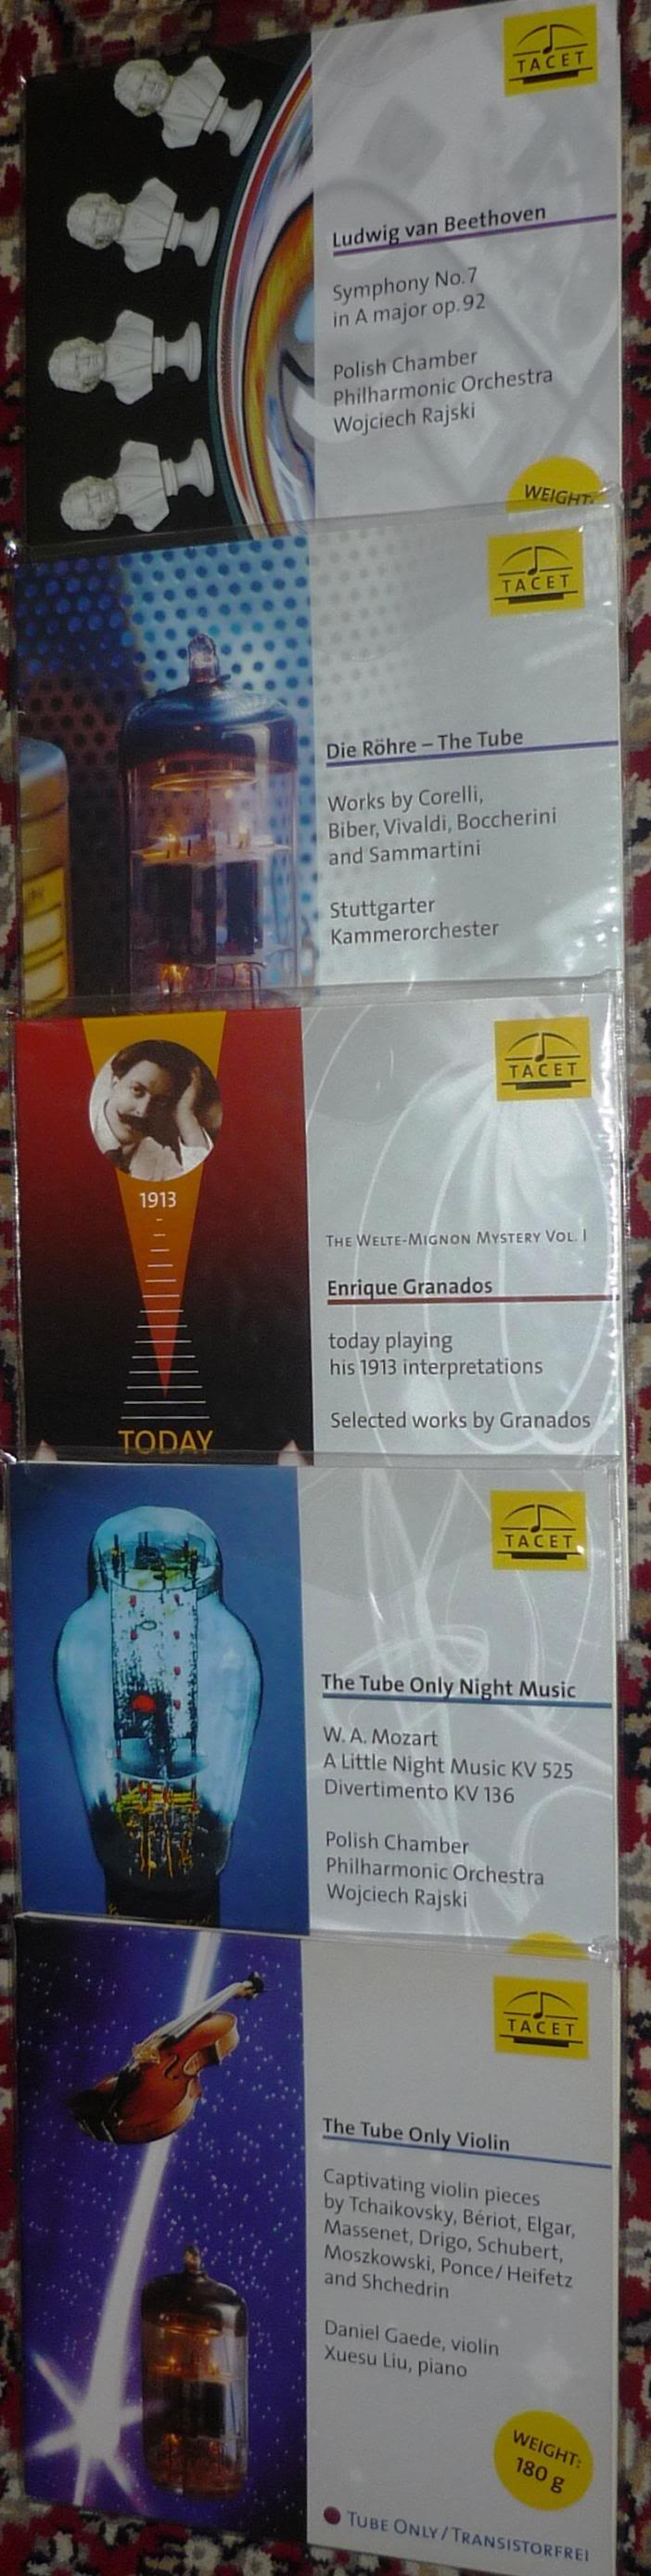 TACET
Ludwig van Beethoven
Symphony No.7
in A major op.92
Polish Chamber
Philharmonic Orchestra
Wojciech Rajski
WEIGHT:
TACET
Die Röhre – The Tube
Works by Corelli,
Biber, Vivaldi, Boccherini
and Sammartini
Stuttgarter
Kammerorchester
TACET
1913
TODAY
THE WELTE-MIGNON MYSTERY VOL. I
Enrique Granados
today playing
his 1913 interpretations
Selected works by Granados
TACET
The Tube Only Night Music
W. A. Mozart
A Little Night Music KV 525
Divertimento KV 136
Polish Chamber
Philharmonic Orchestra
Wojciech Rajski
TACET
The Tube Only Violin
Captivating violin pieces
by Tchaikovsky, Bériot, Elgar,
Massenet, Drigo, Schubert,
Moszkowski, Ponce/Heifetz
and Shchedrin
Daniel Gaede, violin
Xuesu Liu, piano
WEIGHT:
180 g
TUBE ONLY/TRANSISTORFREI